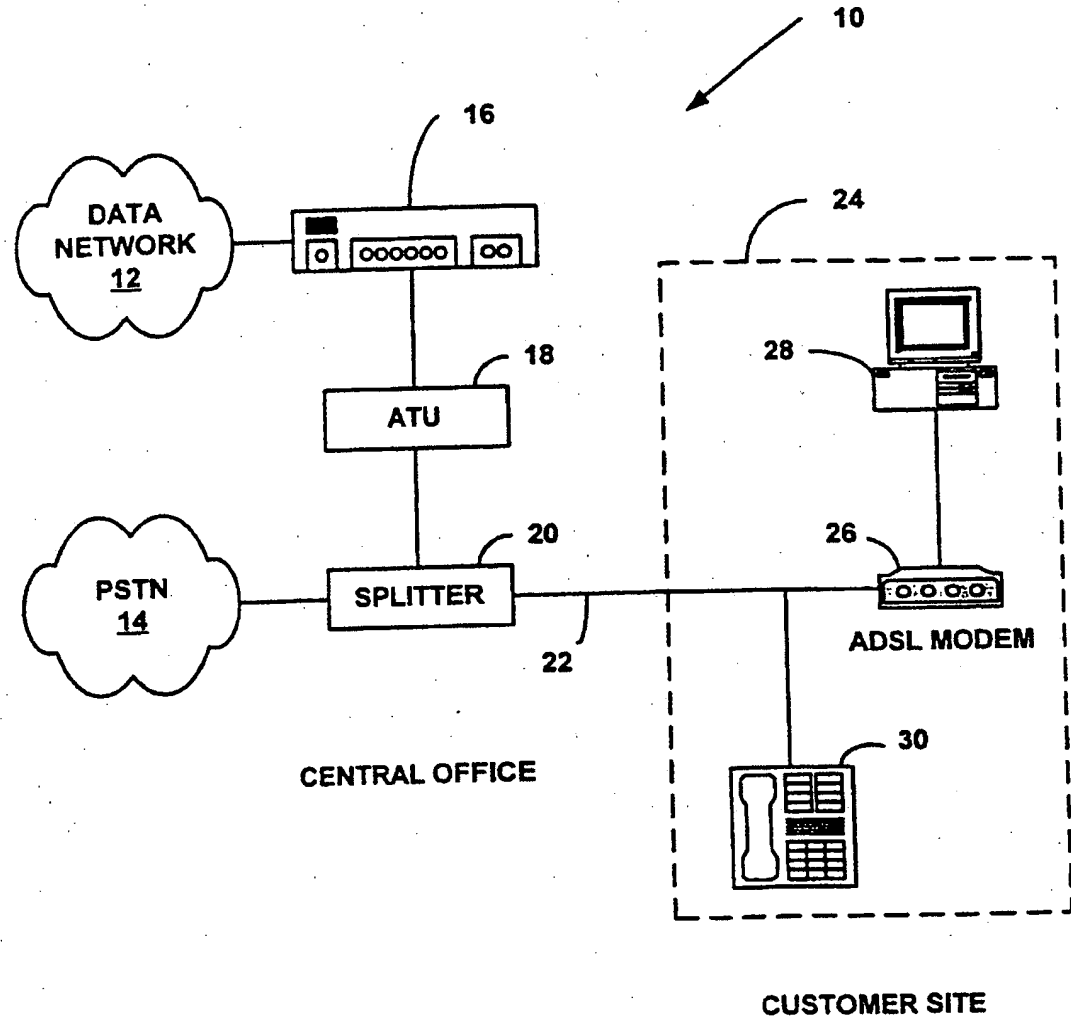 10
16
DATA
NETWORK
12
24
28
18
ATU
20
26
PSTN
14
SPLITTER
22
ADSL MODEM
30
CENTRAL OFFICE
CUSTOMER SITE